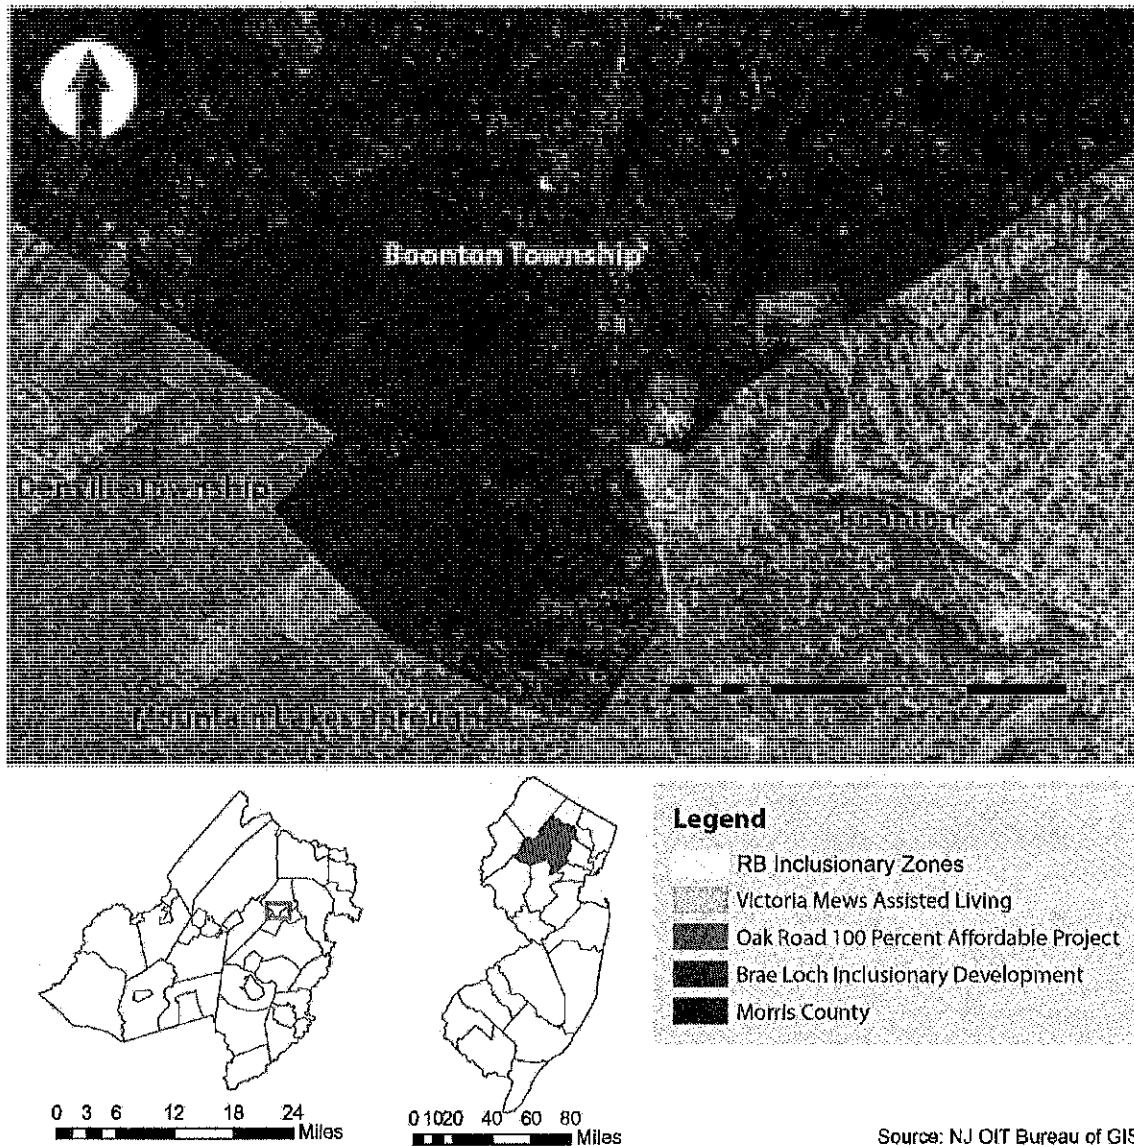 Boonton Township
Township
Legend
RB Inclusionary Zones
Victoria Mews Assisted Living
Oak Road 100 Percent Affordable Project
Brae Loch Inclusionary Development
Morris County
0 3 6 12 18 24
Miles
0 10 20 40 60 80
Miles
Source: NJ OIT Bureau of GIS